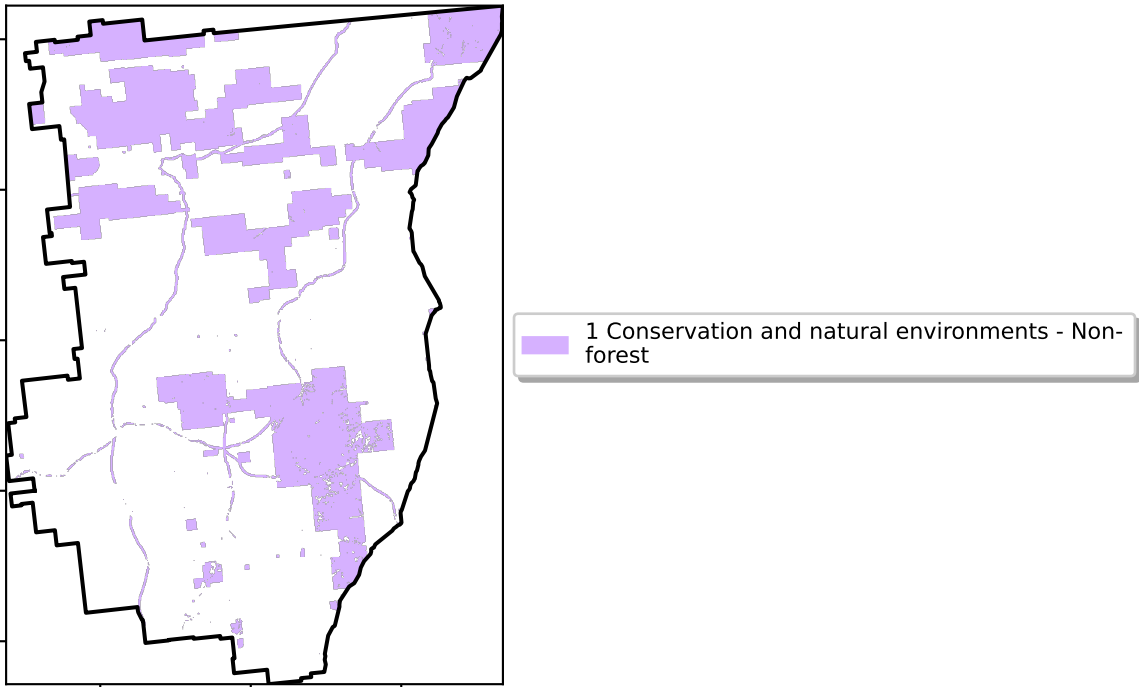 1 Conservation and natural environments - Non-
forest